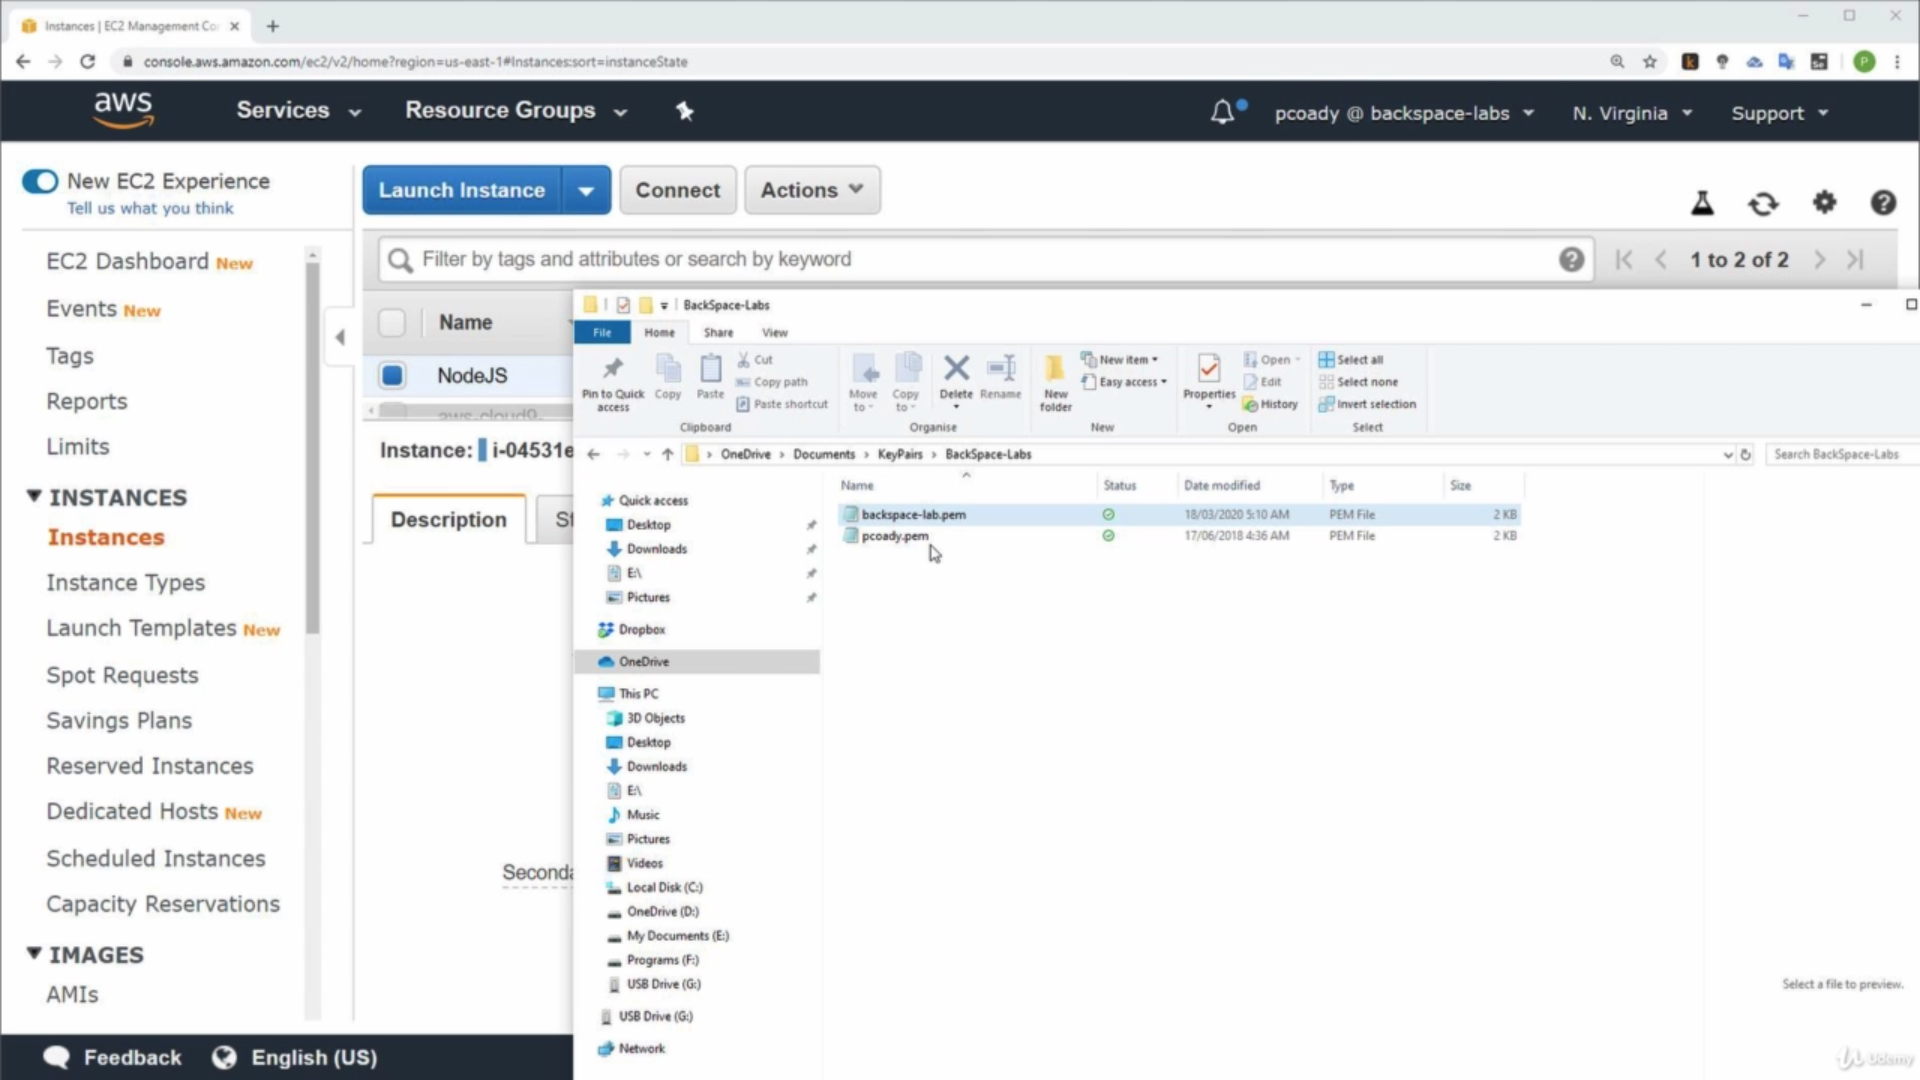 Instances | EC2 Management Co
console.aws.amazon.com/ec2/v2/home?region=us-east-1#Instances:sort=instanceState
P
aws
Services
Resource Groups
pcoady @ backspace-labs
N. Virginia
Support
New EC2 Experience
Tell us what you think
EC2 Dashboard New
Events New
Tags
Reports
Limits
INSTANCES
Instances
Instance Types
Launch Templates New
Spot Requests
Savings Plans
Reserved Instances
Dedicated Hosts New
Scheduled Instances
Capacity Reservations
IMAGES
AMIs
Launch Instance
Connect
Actions
Filter by tags and attributes or search by keyword
1 to 2 of 2
Name
NodeJS
aws-cloud9-
Instance: i-04531e
Description
St
Seconda
BackSpace-Labs
File
Home
Share
View
Pin to Quick access
Copy
Paste
Cut
Copy path
Paste shortcut
Clipboard
Move to
Copy to
Delete
Rename
Organise
New folder
New item
Easy access
New
Properties
Open
Edit
History
Open
Select all
Select none
Invert selection
Select
OneDrive > Documents > KeyPairs > BackSpace-Labs
Search BackSpace-Labs
Name Status Date modified Type Size
backspace-lab.pem 18/03/2020 5:10 AM PEM File 2 KB
pcoady.pem 17/06/2018 4:36 AM PEM File 2 KB
Quick access
Desktop
Downloads
E:\
Pictures
Dropbox
OneDrive
This PC
3D Objects
Desktop
Downloads
E:\
Music
Pictures
Videos
Local Disk (C:)
OneDrive (D:)
My Documents (E:)
Programs (F:)
USB Drive (G:)
USB Drive (G:)
Network
Select a file to preview.
Feedback
English (US)
Udemy